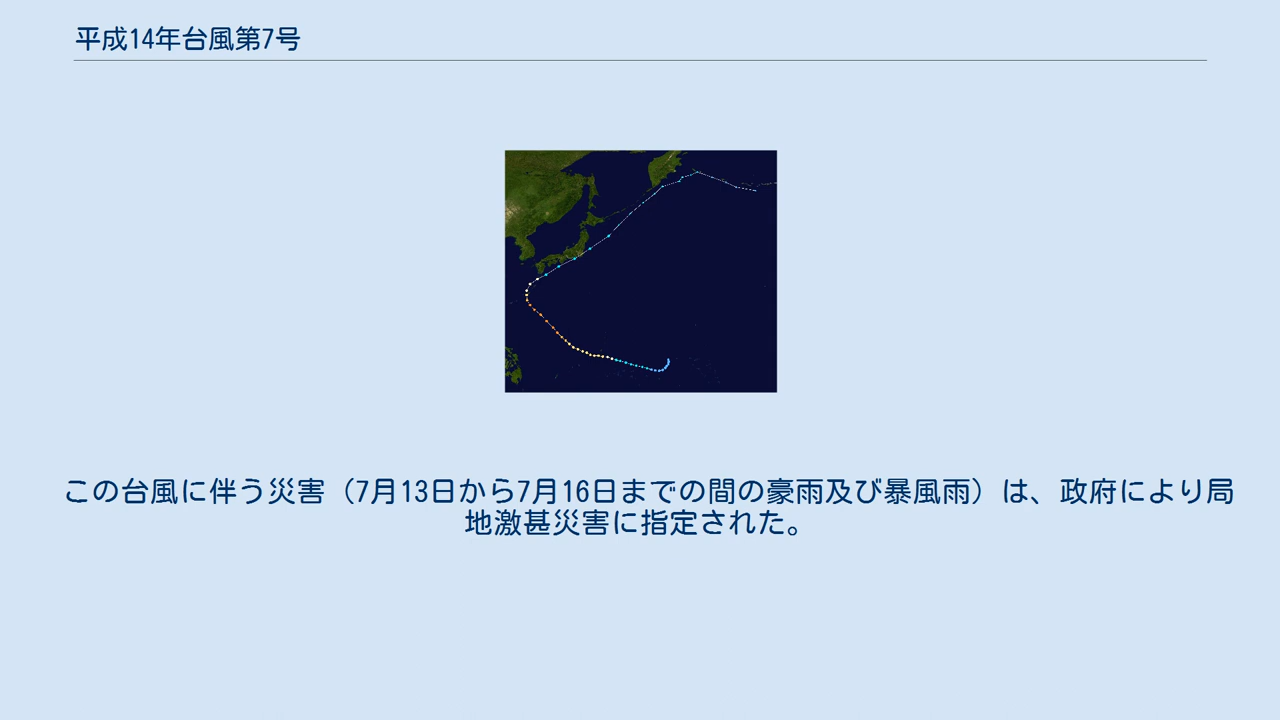 平成14年台風第7号
この台風に伴う災害（7月13日から7月16日までの間の豪雨及び暴風雨）は、政府により局
地激甚災害に指定された。